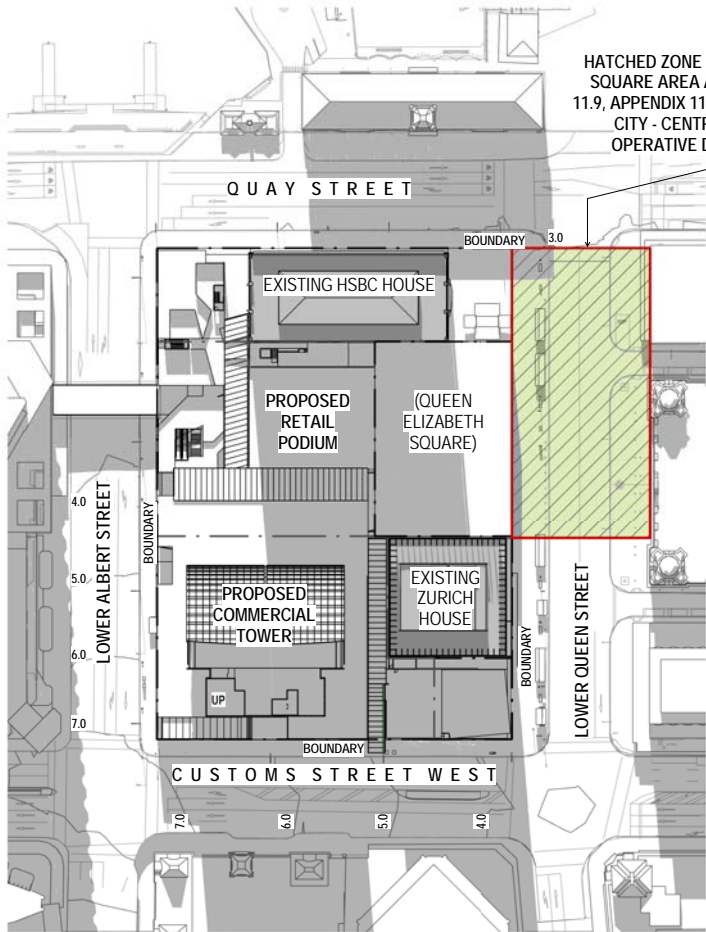 HATCHED ZONE
SQUARE AREA
11.9, APPENDIX 11
CITY - CENTR
OPERATIVE D
QUAY STREET
BOUNDARY
3.0
EXISTING HSBC HOUSE
PROPOSED
RETAIL
PODIUM
(QUEEN
ELIZABETH
SQUARE)
LOWER ALBERT STREET
4.0
5.0
6.0
7.0
BOUNDARY
PROPOSED
COMMERCIAL
TOWER
UP
EXISTING
ZURICH
HOUSE
BOUNDARY
LOWER QUEEN STREET
BOUNDARY
CUSTOMS STREET WEST
7.0
6.0
5.0
4.0